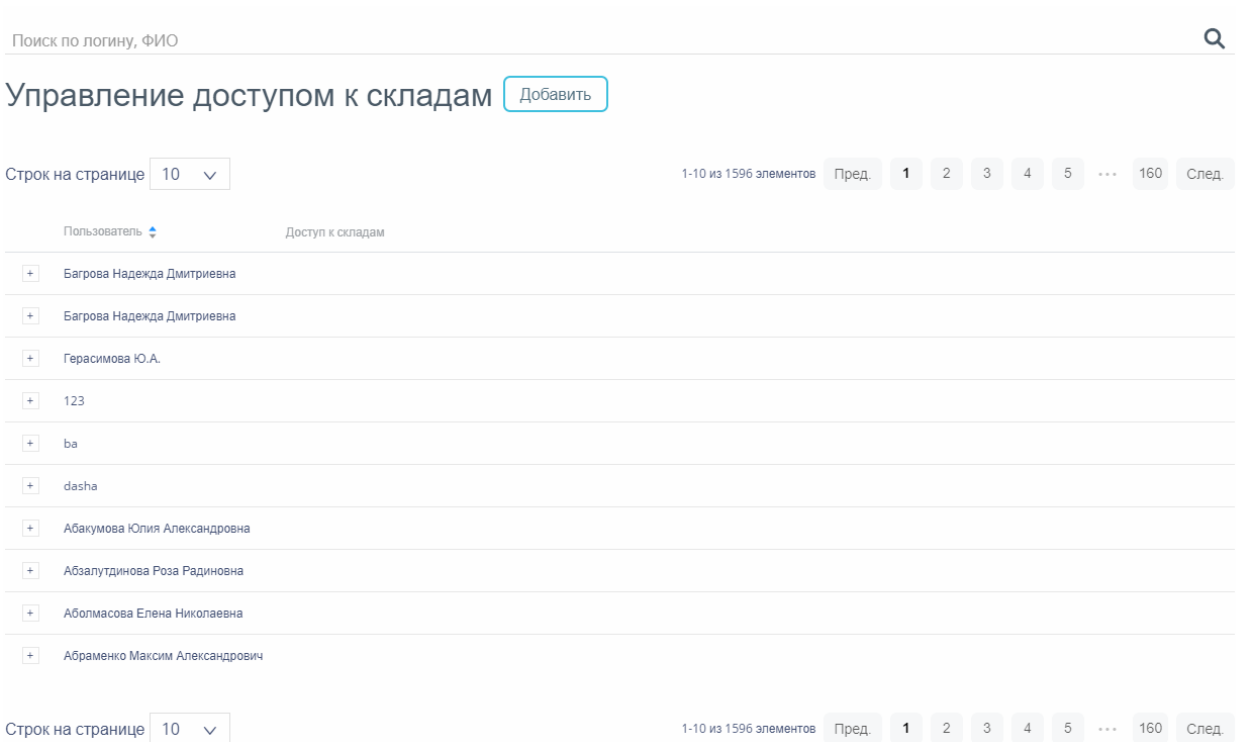 Поиск по логину, ФИО
Управление доступом к складам Добавить
Строк на странице 10 1-10 из 1596 элементов Пред. 1 2 3 4 5 ••• 160 След.
Пользователь Доступ к складам
+ Багрова Надежда Дмитриевна
+ Багрова Надежда Дмитриевна
+ Герасимова Ю.А.
+ 123
+ ba
+ dasha
+ Абакумова Юлия Александровна
+ Абзалутдинова Роза Радиновна
+ Аболмасова Елена Николаевна
+ Абраменко Максим Александрович
Строк на странице 10 1-10 из 1596 элементов Пред. 1 2 3 4 5 ••• 160 След.